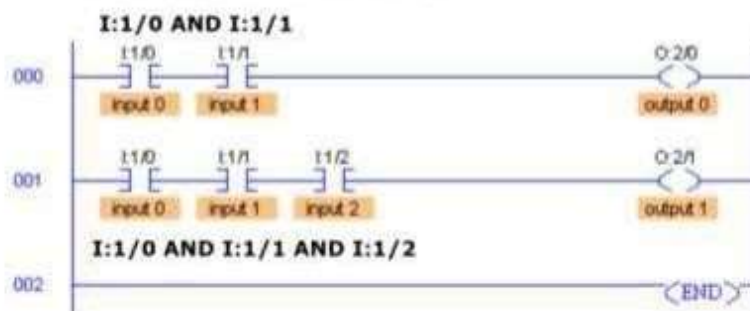 I:1/0 AND I:1/1
I:1/0 I:1/1 O:2/0
000
input 0 input 1 output 0
I:1/0 I:1/1 I:1/2 O:2/1
001
input 0 input 1 input 2 output 1
I:1/0 AND I:1/1 AND I:1/2
002
<END>